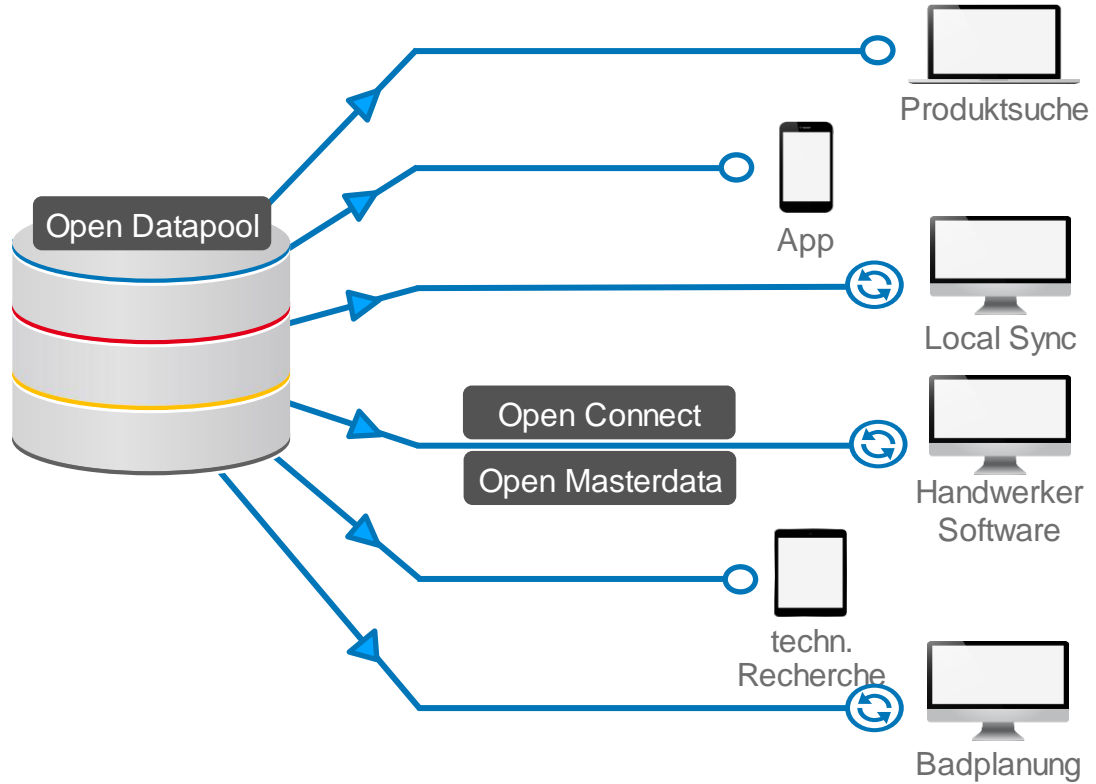 Produktsuche
App
Open Datapool
Local Sync
Open Connect
Open Masterdata
Handwerker
Software
techn.
Recherche
Badplanung